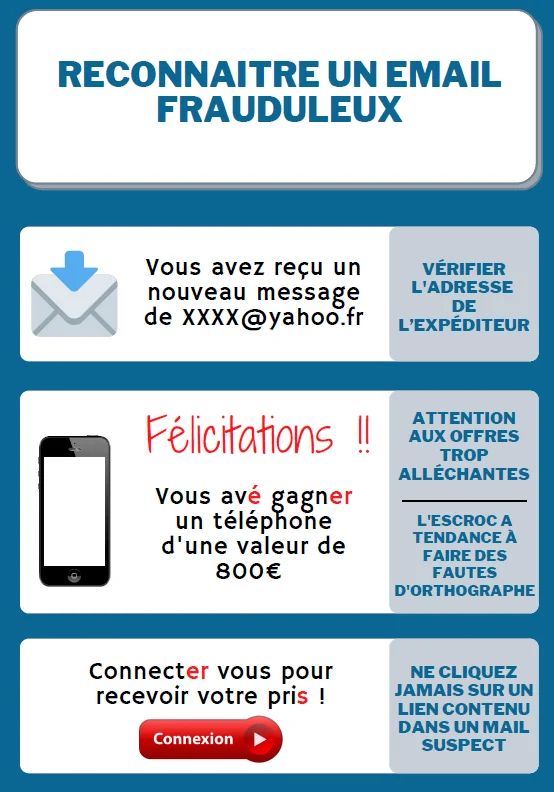 RECONNAITRE UN EMAIL
FRAUDULEUX
Vous avez reçu un
nouveau message
de XXXX@yahoo.fr
VÉRIFIER
L'ADRESSE
DE
L’EXPÉDITEUR
Félicitations !!
Vous avé gagner
un téléphone
d'une valeur de
800€
ATTENTION
AUX OFFRES
TROP
ALLÉCHANTES
L'ESCROC A
TENDANCE À
FAIRE DES
FAUTES
D'ORTHOGRAPHE
Connecter vous pour
recevoir votre pris !
Connexion
NE CLIQUEZ
JAMAIS SUR UN
LIEN CONTENU
DANS UN MAIL
SUSPECT